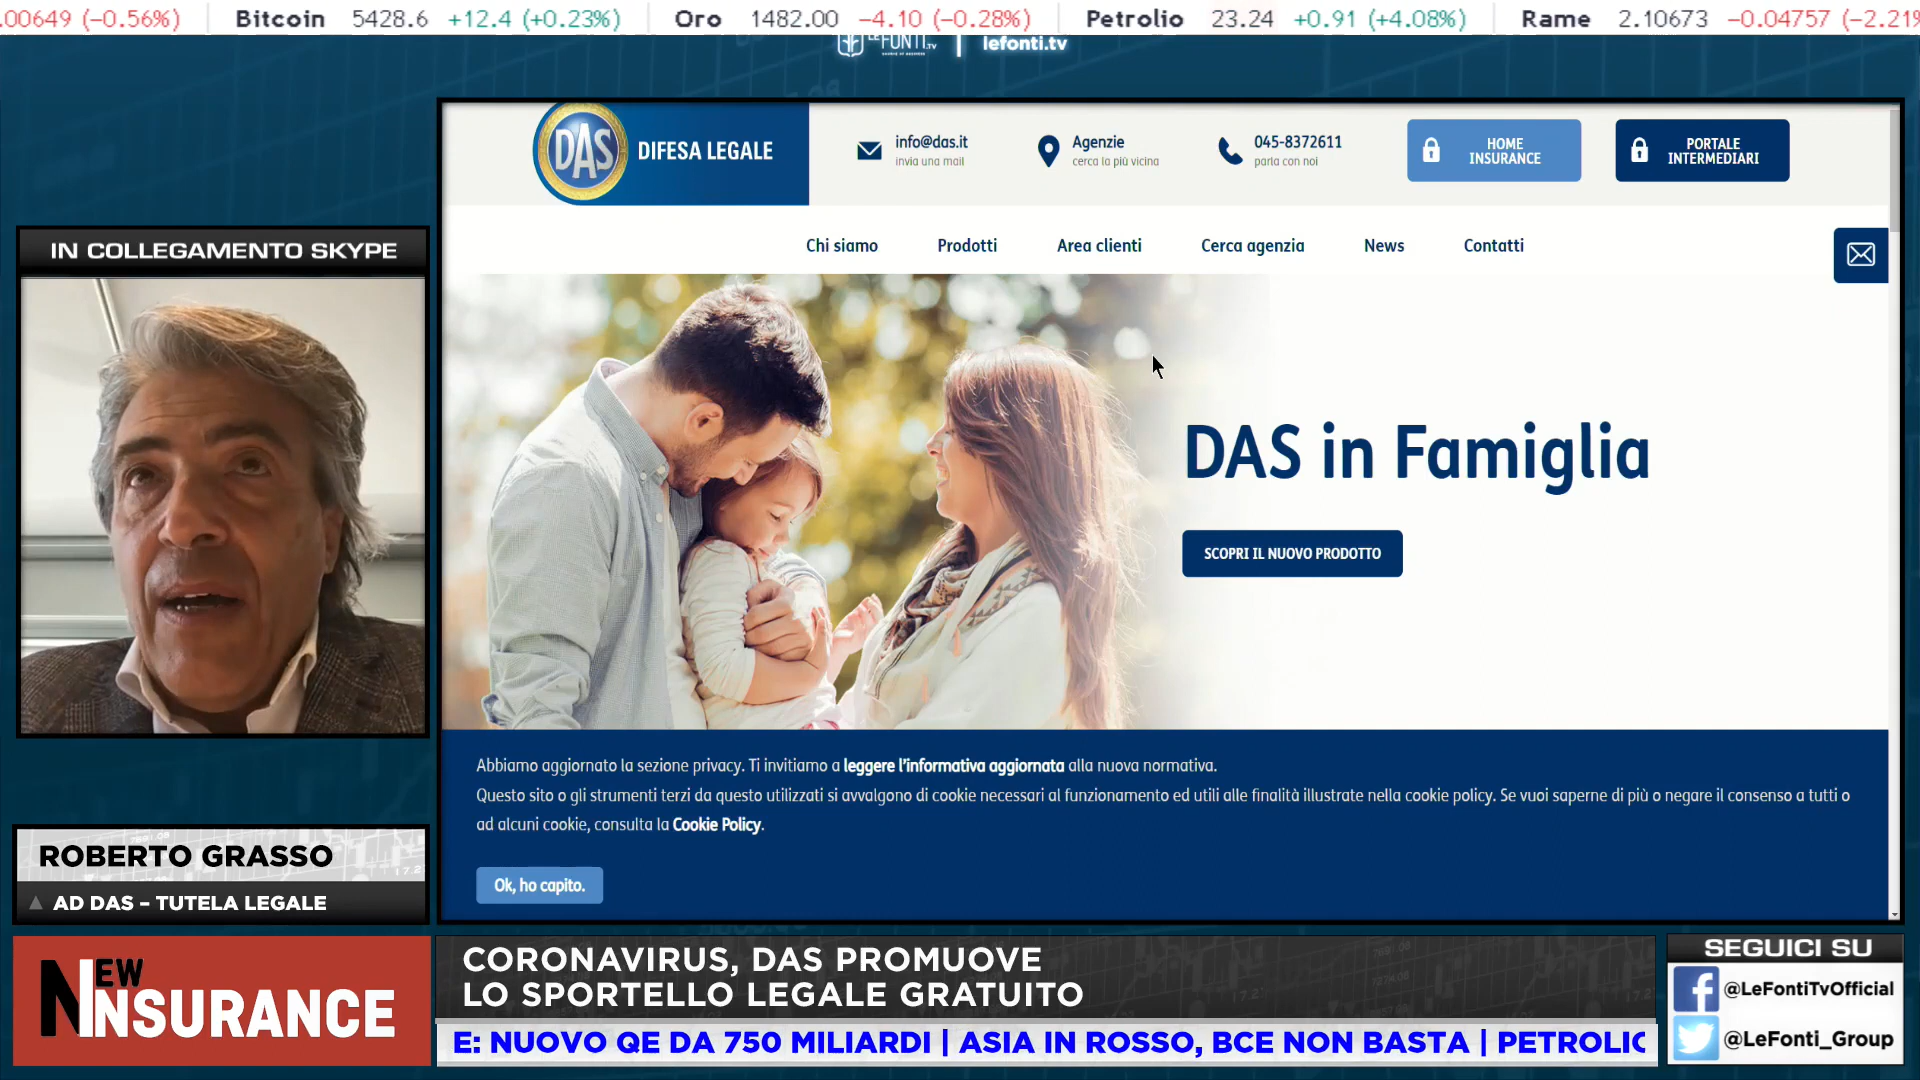 .00649 (−0.56%) Bitcoin 5428.6 +12.4 (+0.23%) Oro 1482.00 −4.10 (−0.28%) Petrolio 23.24 +0.91 (+4.08%) Rame 2.10673 −0.04757 (−2.21%
LE FONTI.TV | lefonti.tv
DAS DIFESA LEGALE
info@das.it
invia una mail
Agenzie
cerca la più vicina
045-8372611
parla con noi
HOME
INSURANCE
PORTALE
INTERMEDIARI
Chi siamo Prodotti Area clienti Cerca agenzia News Contatti
IN COLLEGAMENTO SKYPE
DAS in Famiglia
SCOPRI IL NUOVO PRODOTTO
Abbiamo aggiornato la sezione privacy. Ti invitiamo a leggere l'informativa aggiornata alla nuova normativa.
Questo sito o gli strumenti terzi da questo utilizzati si avvalgono di cookie necessari al funzionamento ed utili alle finalità illustrate nella cookie policy. Se vuoi saperne di più o negare il consenso a tutti o
ad alcuni cookie, consulta la Cookie Policy.
Ok, ho capito.
ROBERTO GRASSO
AD DAS – TUTELA LEGALE
NEW INSURANCE
CORONAVIRUS, DAS PROMUOVE
LO SPORTELLO LEGALE GRATUITO
E: NUOVO QE DA 750 MILIARDI | ASIA IN ROSSO, BCE NON BASTA | PETROLIO
SEGUICI SU
@LeFontiTvOfficial
@LeFonti_Group